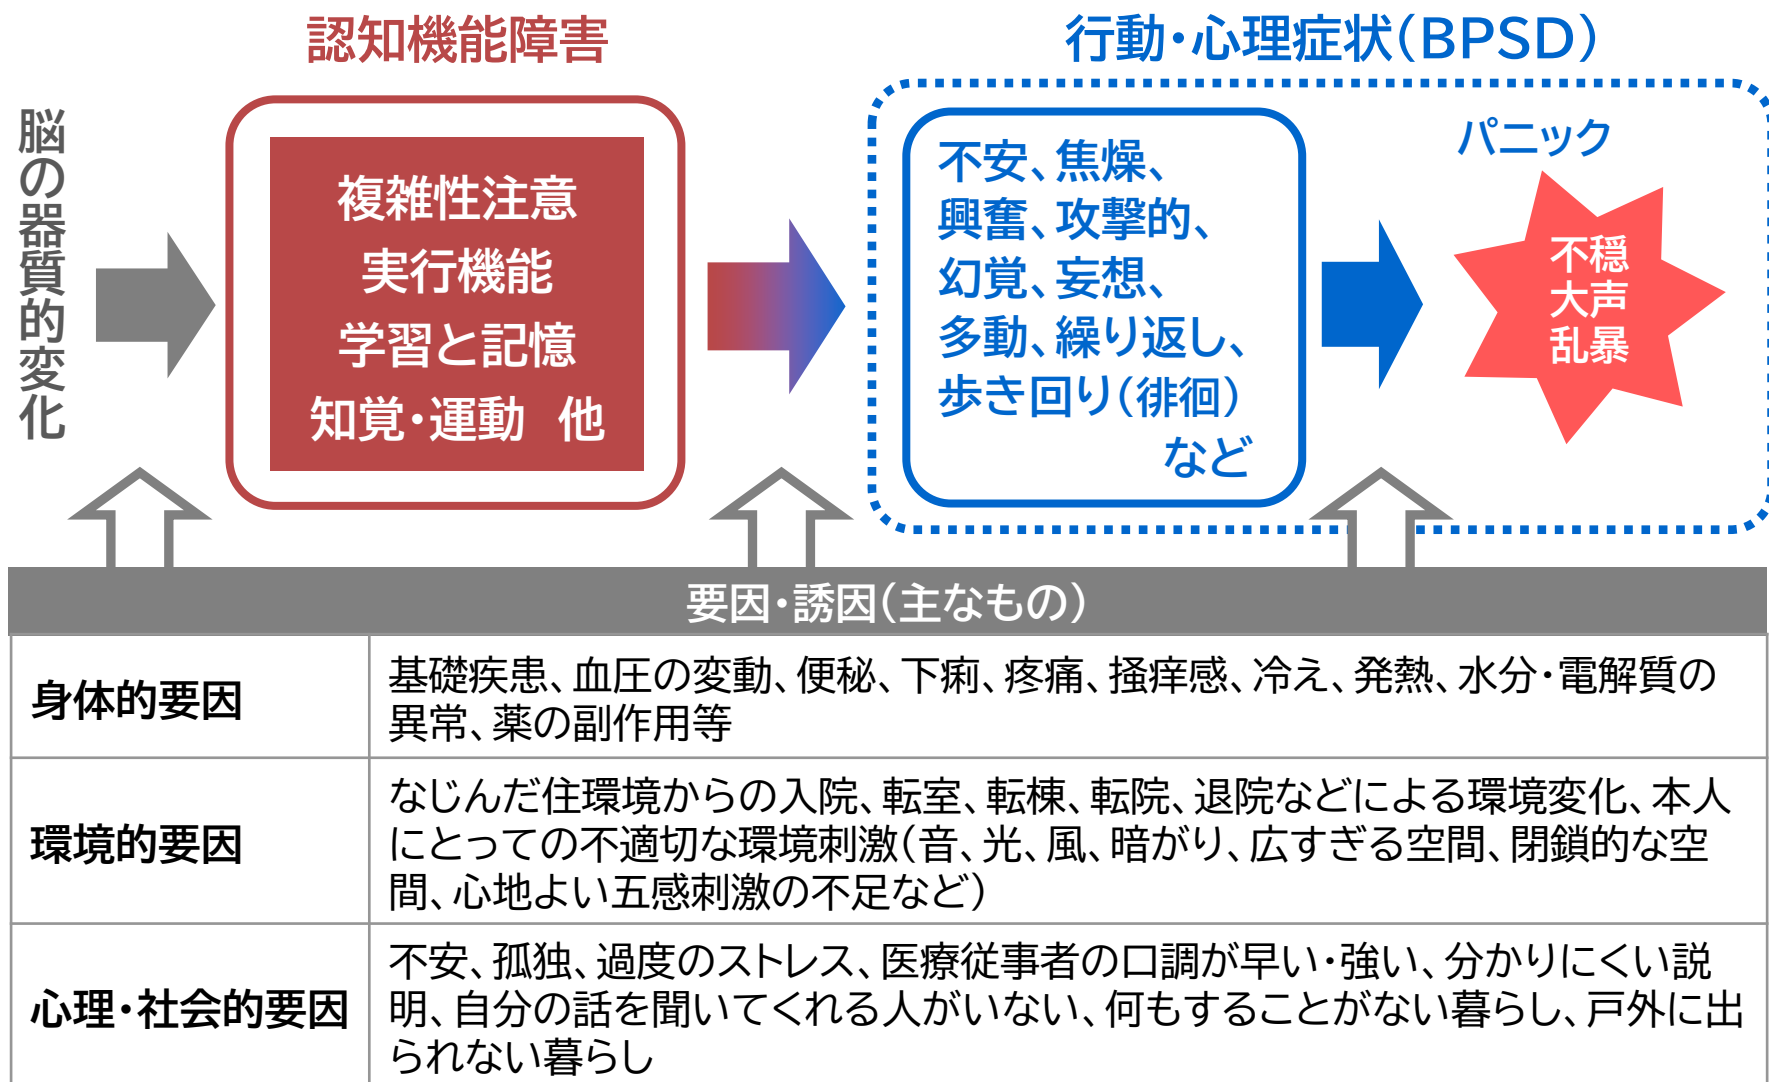 認知機能障害
行動・心理症状(BPSD)
脳の器質的変化
複雑性注意
実行機能
学習と記憶
知覚・運動　他
不安、焦燥、
興奮、攻撃的、
幻覚、妄想、
多動、繰り返し、
歩き回り(徘徊)
など
パニック
不穏
大声
乱暴
要因・誘因(主なもの)
身体的要因
基礎疾患、血圧の変動、便秘、下痢、疼痛、掻痒感、冷え、発熱、水分・電解質の
異常、薬の副作用等
環境的要因
なじんだ住環境からの入院、転室、転棟、転院、退院などによる環境変化、本人
にとっての不適切な環境刺激(音、光、風、暗がり、広すぎる空間、閉鎖的な空
間、心地よい五感刺激の不足など)
心理・社会的要因
不安、孤独、過度のストレス、医療従事者の口調が早い・強い、分かりにくい説
明、自分の話を聞いてくれる人がいない、何もすることがない暮らし、戸外に出
られない暮らし